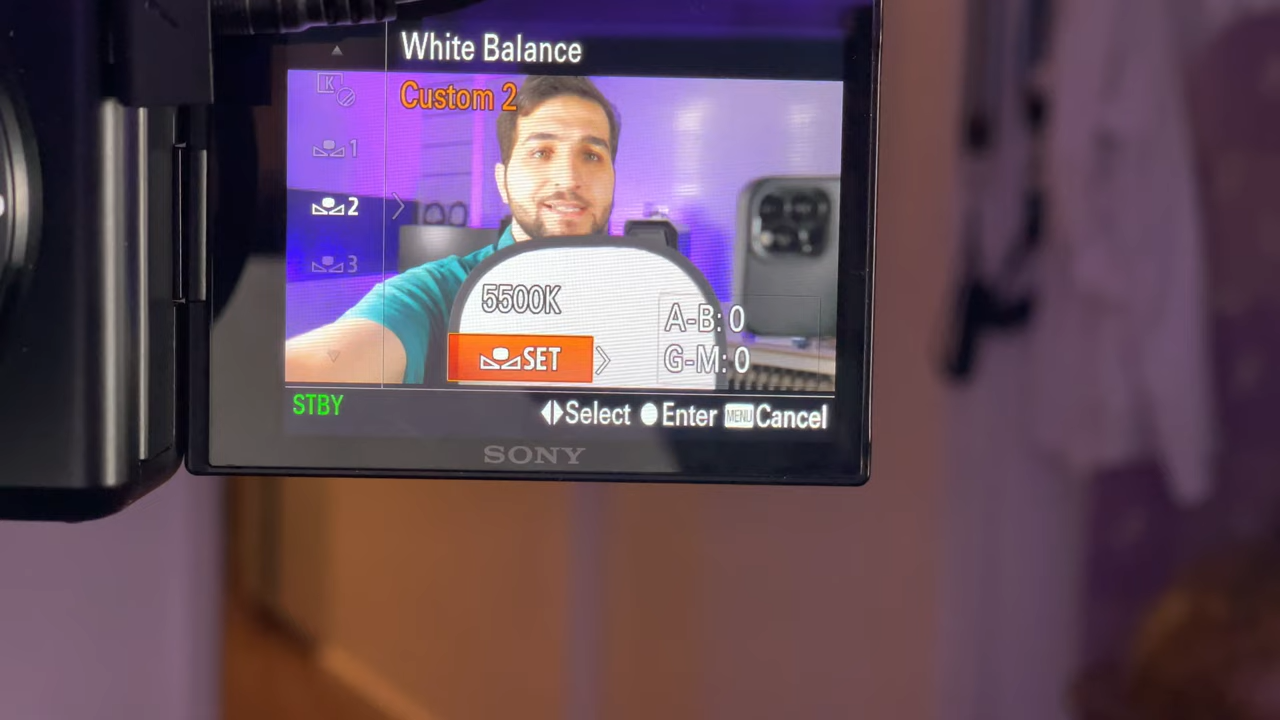 White Balance
Custom 2
K
1
2
3
5500K
A-B: 0
SET
G-M: 0
STBY
Select Enter MENU Cancel
SONY